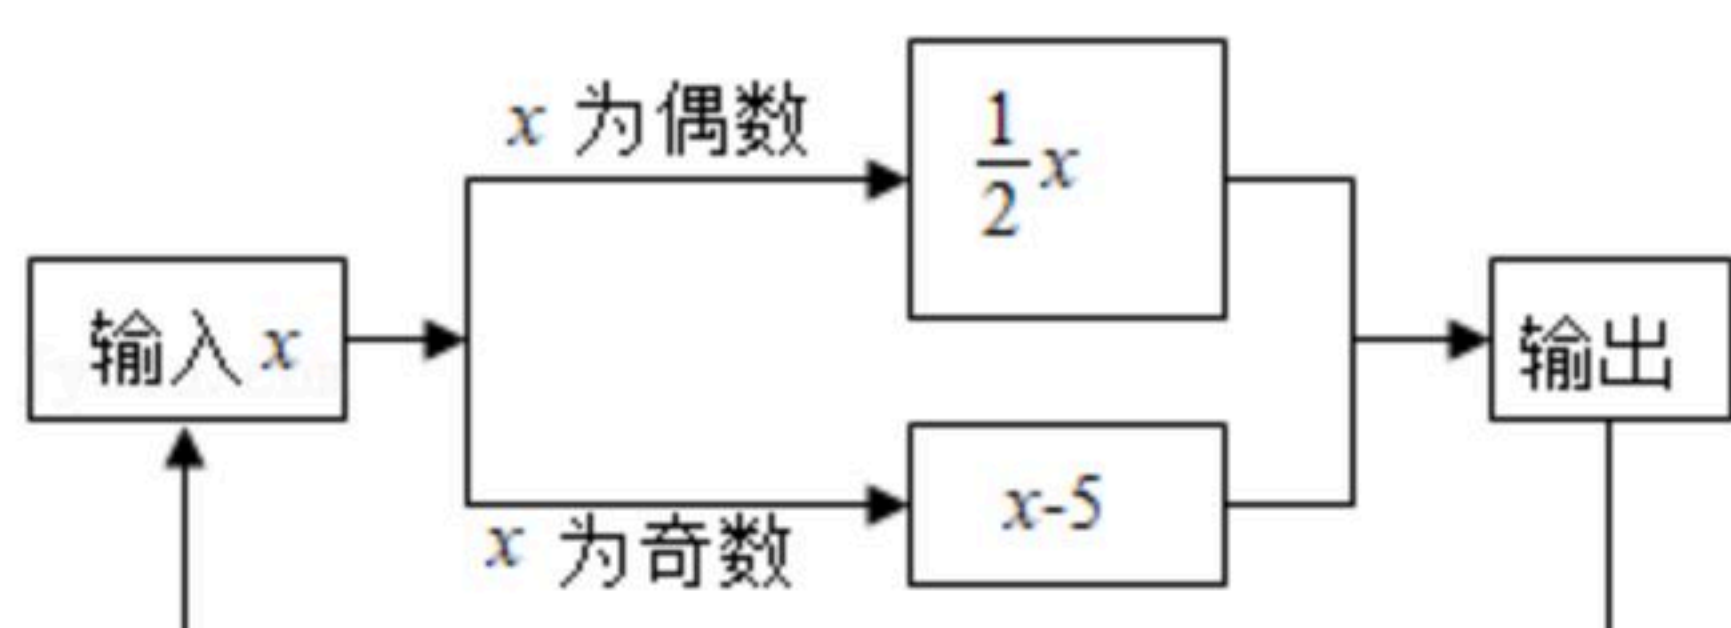 x 为偶数
1/2 x
输入 x
输出
x-5
x 为奇数